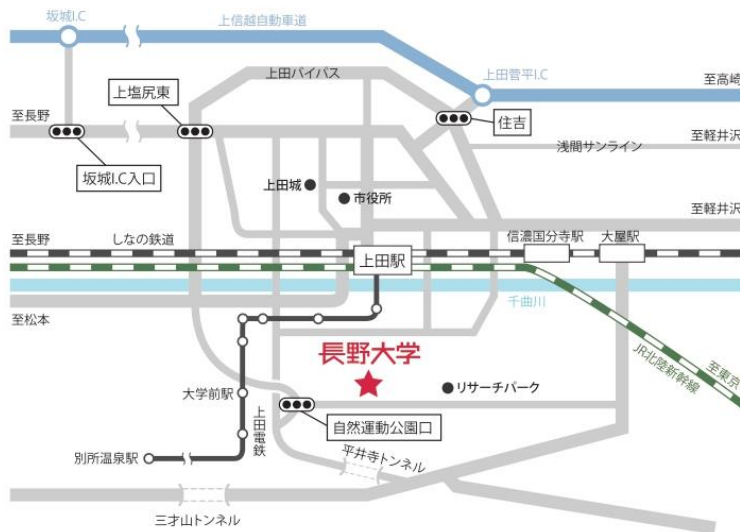 坂城I.C
上信越自動車道
上田バイパス
上田菅平I.C
至高崎
上塩尻東
至長野
住吉
至軽井沢
浅間サンライン
坂城I.C入口
上田城
市役所
至軽井沢
至長野
しなの鉄道
信濃国分寺駅
大屋駅
上田駅
千曲川
至松本
長野大学
JR北陸新幹線
至東京
大学前駅
リサーチパーク
上田電鉄
自然運動公園口
別所温泉駅
平井寺トンネル
三才山トンネル